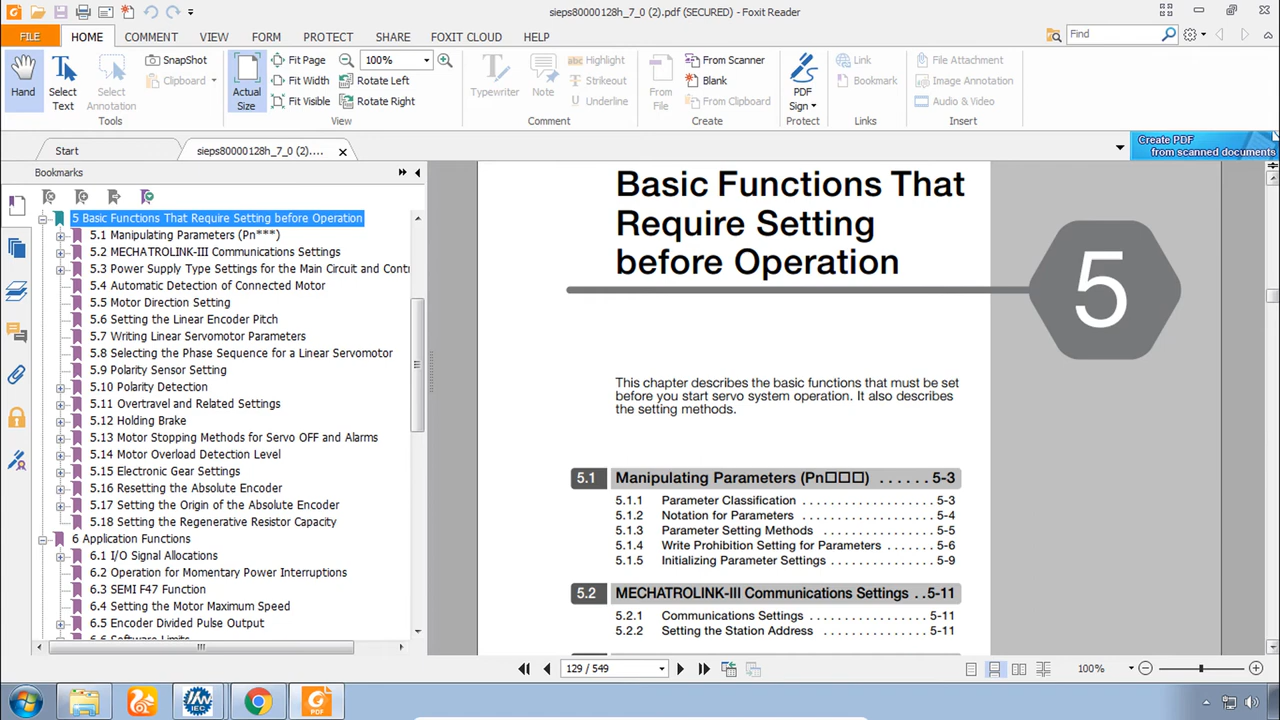 sieps80000128h_7_0 (2).pdf (SECURED) - Foxit Reader
FILE HOME COMMENT VIEW FORM PROTECT SHARE FOXIT CLOUD HELP
Find
Hand
Select Text
Select Annotation
SnapShot
Clipboard
Tools
Actual Size
Fit Page
Fit Width
Fit Visible
100%
Rotate Left
Rotate Right
View
Typewriter
Note
Highlight
Strikeout
Underline
Comment
From File
From Scanner
Blank
From Clipboard
Create
PDF Sign
Protect
Link
Bookmark
Links
File Attachment
Image Annotation
Audio & Video
Insert
Start
sieps80000128h_7_0 (2)....
Create PDF
from scanned documents
Bookmarks
5 Basic Functions That Require Setting before Operation
5.1 Manipulating Parameters (Pn***)
5.2 MECHATROLINK-III Communications Settings
5.3 Power Supply Type Settings for the Main Circuit and Contr
5.4 Automatic Detection of Connected Motor
5.5 Motor Direction Setting
5.6 Setting the Linear Encoder Pitch
5.7 Writing Linear Servomotor Parameters
5.8 Selecting the Phase Sequence for a Linear Servomotor
5.9 Polarity Sensor Setting
5.10 Polarity Detection
5.11 Overtravel and Related Settings
5.12 Holding Brake
5.13 Motor Stopping Methods for Servo OFF and Alarms
5.14 Motor Overload Detection Level
5.15 Electronic Gear Settings
5.16 Resetting the Absolute Encoder
5.17 Setting the Origin of the Absolute Encoder
5.18 Setting the Regenerative Resistor Capacity
6 Application Functions
6.1 I/O Signal Allocations
6.2 Operation for Momentary Power Interruptions
6.3 SEMI F47 Function
6.4 Setting the Motor Maximum Speed
6.5 Encoder Divided Pulse Output
6.6 Software Limits
Basic Functions That
Require Setting
before Operation
5
This chapter describes the basic functions that must be set
before you start servo system operation. It also describes
the setting methods.
5.1 Manipulating Parameters (Pn□□□) . . . . . . 5-3
5.1.1 Parameter Classification . . . . . . . . . . . . . . . . . . . 5-3
5.1.2 Notation for Parameters . . . . . . . . . . . . . . . . . . . 5-4
5.1.3 Parameter Setting Methods . . . . . . . . . . . . . . . . 5-5
5.1.4 Write Prohibition Setting for Parameters . . . . . . . 5-6
5.1.5 Initializing Parameter Settings . . . . . . . . . . . . . . . 5-9
5.2 MECHATROLINK-III Communications Settings . . 5-11
5.2.1 Communications Settings . . . . . . . . . . . . . . . . . 5-11
5.2.2 Setting the Station Address . . . . . . . . . . . . . . . . 5-11
129 / 549
100%
IEC
PDF